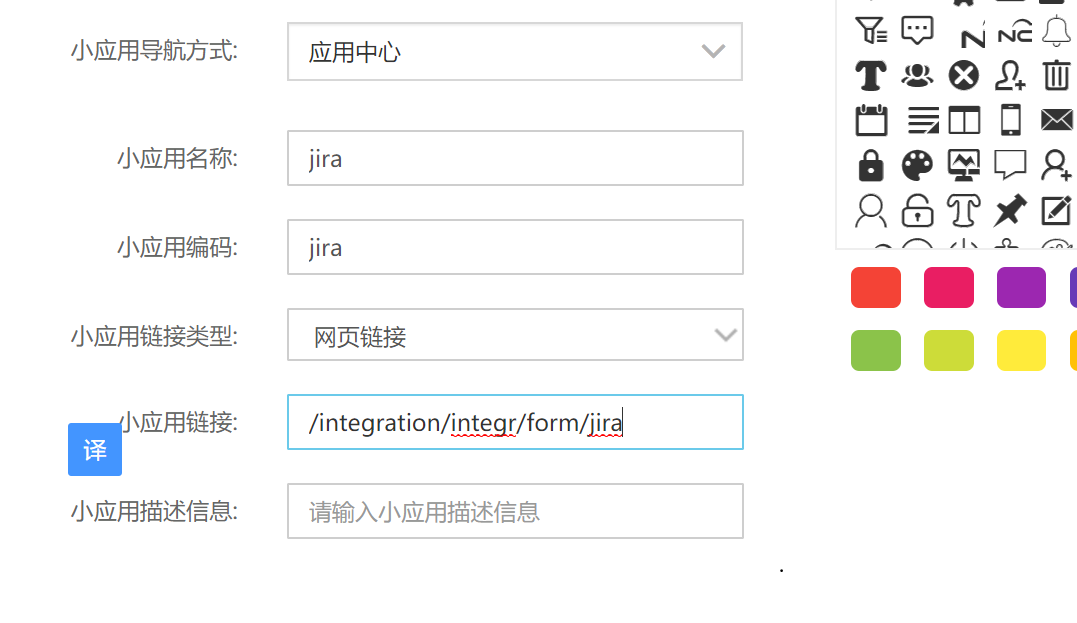 小应用导航方式:
应用中心
小应用名称:
jira
小应用编码:
jira
小应用链接类型:
网页链接
小应用链接:
/integration/integr/form/jira
译
小应用描述信息:
请输入小应用描述信息